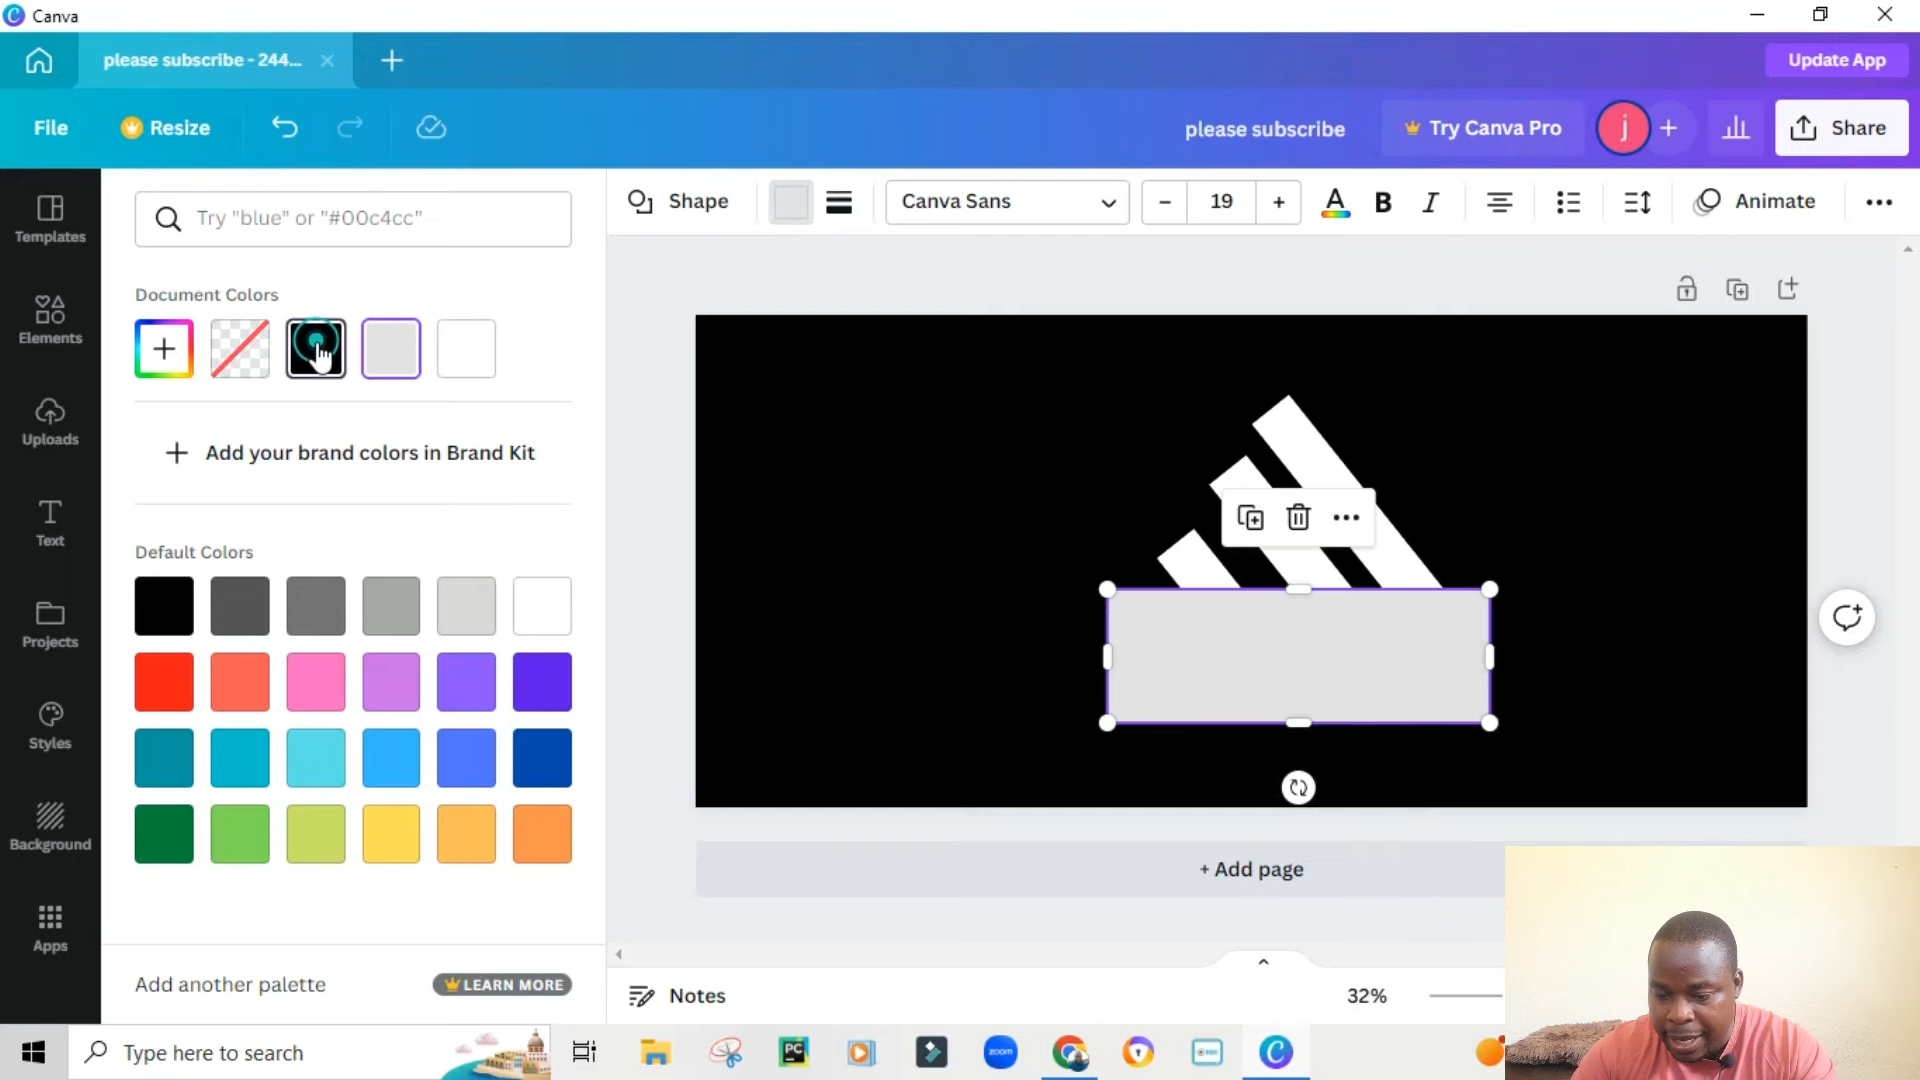 Canva
please subscribe - 244...
Update App
File
Resize
please subscribe
Try Canva Pro
j
Share
Templates
Elements
Uploads
Text
Projects
Styles
Background
Apps
Try "blue" or "#00c4cc"
Document Colors
Add your brand colors in Brand Kit
Default Colors
Add another palette
LEARN MORE
Shape
Canva Sans
19
A
B
I
Animate
+ Add page
Notes
32%
Type here to search
PC
zoom